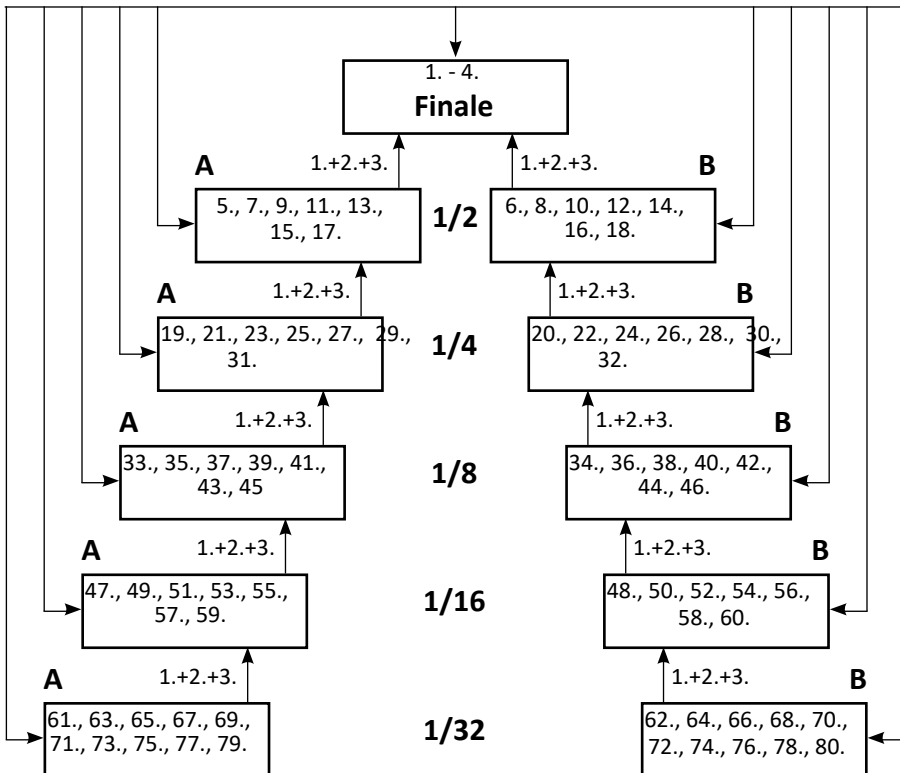 1. - 4.
Finale
A 1.+2.+3. 1.+2.+3. B
5., 7., 9., 11., 13.,
15., 17.
1/2
6., 8., 10., 12., 14.,
16., 18.
A 1.+2.+3. 1.+2.+3. B
19., 21., 23., 25., 27., 29.,
31.
1/4
20., 22., 24., 26., 28., 30.,
32.
A 1.+2.+3. 1.+2.+3. B
33., 35., 37., 39., 41.,
43., 45
1/8
34., 36., 38., 40., 42.,
44., 46.
A 1.+2.+3. 1.+2.+3. B
47., 49., 51., 53., 55.,
57., 59.
1/16
48., 50., 52., 54., 56.,
58., 60.
A 1.+2.+3. 1.+2.+3. B
61., 63., 65., 67., 69.,
71., 73., 75., 77., 79.
1/32
62., 64., 66., 68., 70.,
72., 74., 76., 78., 80.